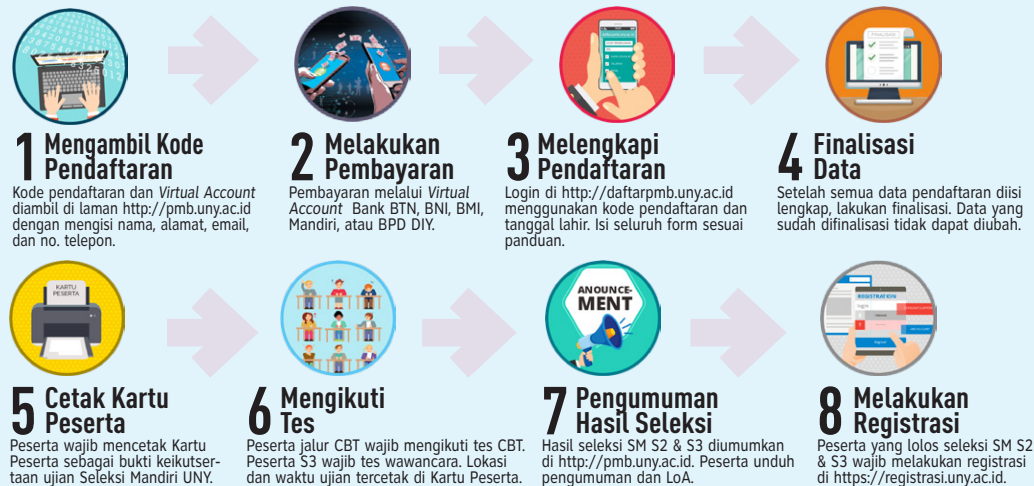 1 Mengambil Kode
Pendaftaran
Kode pendaftaran dan Virtual Account
diambil di laman http://pmb.uny.ac.id
dengan mengisi nama, alamat, email,
dan no. telepon.
2 Melakukan
Pembayaran
Pembayaran melalui Virtual
Account Bank BTN, BNI, BMI,
Mandiri, atau BPD DIY.
3 Melengkapi
Pendaftaran
Login di http://daftarpmb.uny.ac.id
menggunakan kode pendaftaran dan
tanggal lahir. Isi seluruh form sesuai
panduan.
FINALISASI
4 Finalisasi
Data
Setelah semua data pendaftaran diisi
lengkap, lakukan finalisasi. Data yang
sudah difinalisasi tidak dapat diubah.
KARTU
PESERTA
5 Cetak Kartu
Peserta
Peserta wajib mencetak Kartu
Peserta sebagai bukti keikutser-
taan ujian Seleksi Mandiri UNY.
6 Mengikuti
Tes
Peserta jalur CBT wajib mengikuti tes CBT.
Peserta S3 wajib tes wawancara. Lokasi
dan waktu ujian tercetak di Kartu Peserta.
ANOUNCE-
MENT
7 Pengumuman
Hasil Seleksi
Hasil seleksi SM S2 & S3 diumumkan
di http://pmb.uny.ac.id. Peserta unduh
pengumuman dan LoA.
REGISTRATION
8 Melakukan
Registrasi
Peserta yang lolos seleksi SM S2
& S3 wajib melakukan registrasi
di https://registrasi.uny.ac.id.